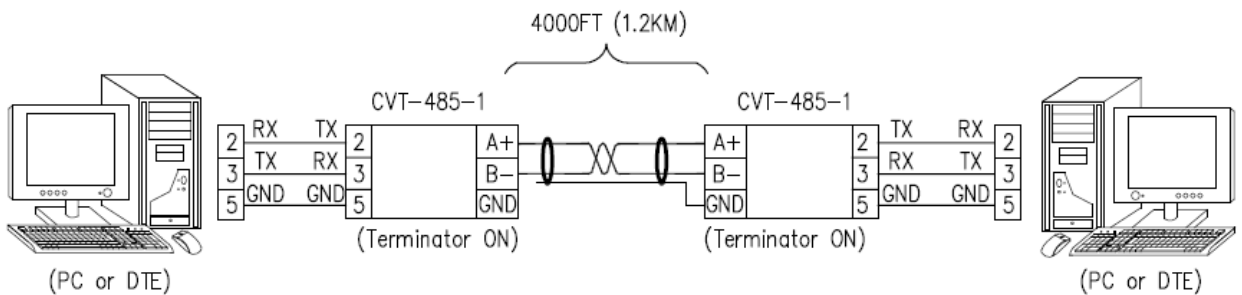 4000FT (1.2KM)
CVT-485-1 CVT-485-1
2 RX TX 2 A+ A+ 2 TX RX 2
3 TX RX 3 B- B- 3 RX TX 3
5 GND GND 5 GND GND 5 GND GND 5
(Terminator ON) (Terminator ON)
(PC or DTE) (PC or DTE)